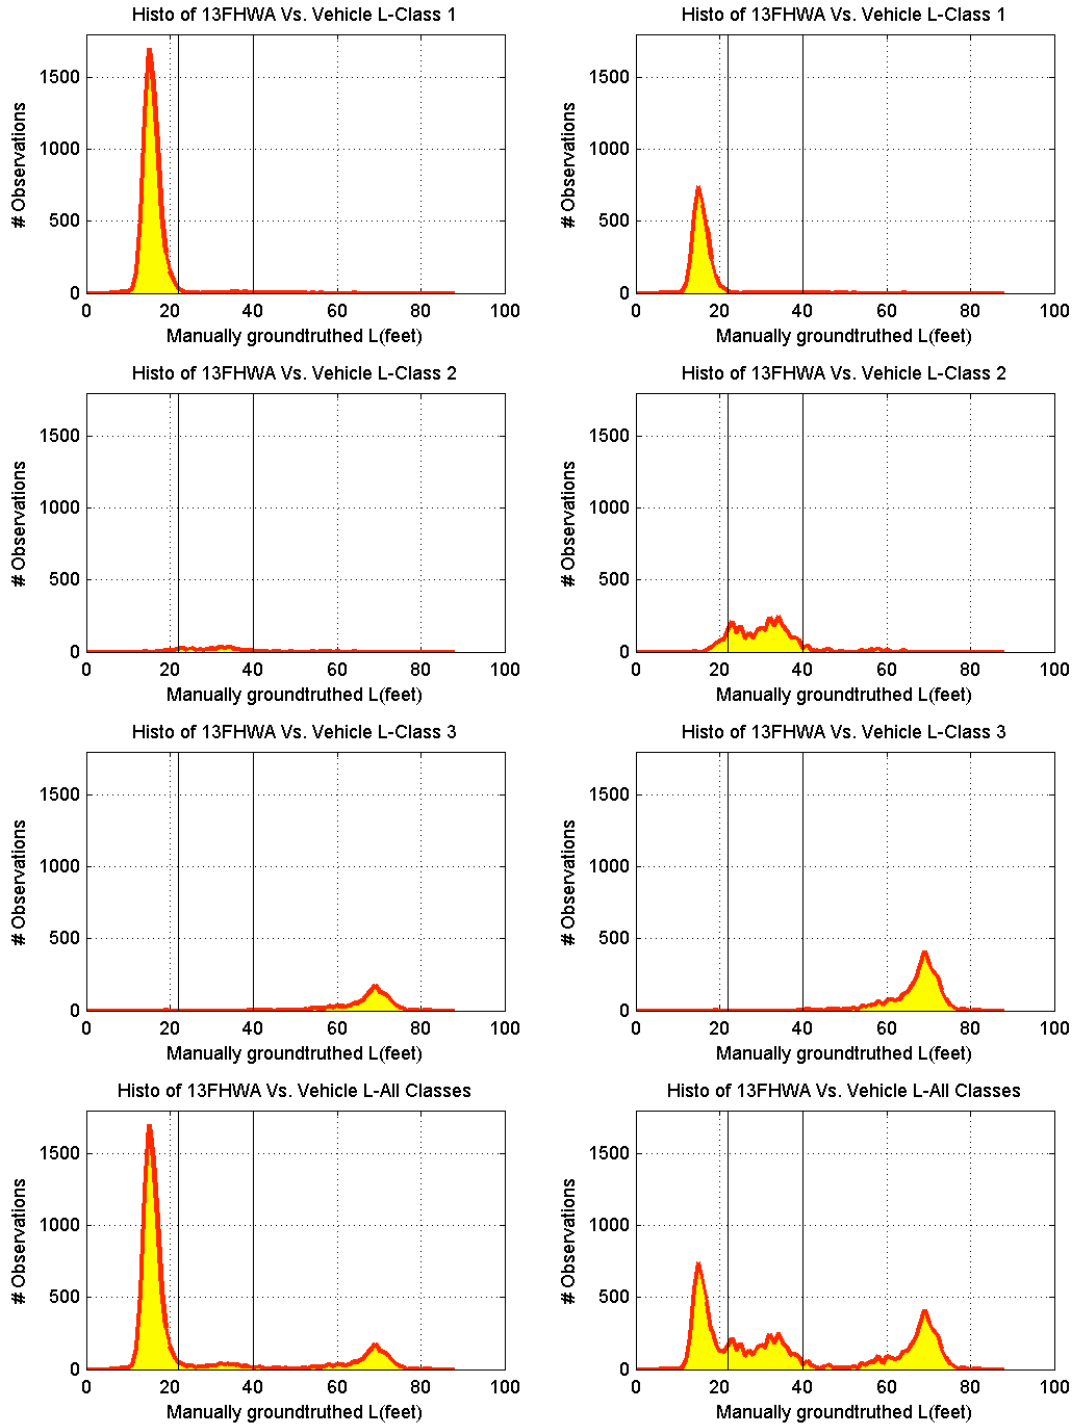 Histo of 13FHWA Vs. Vehicle L-Class 1
# Observations
1500
1000
500
0
0 20 40 60 80 100
Manually groundtruthed L(feet)
Histo of 13FHWA Vs. Vehicle L-Class 1
# Observations
1500
1000
500
0
0 20 40 60 80 100
Manually groundtruthed L(feet)
Histo of 13FHWA Vs. Vehicle L-Class 2
# Observations
1500
1000
500
0
0 20 40 60 80 100
Manually groundtruthed L(feet)
Histo of 13FHWA Vs. Vehicle L-Class 2
# Observations
1500
1000
500
0
0 20 40 60 80 100
Manually groundtruthed L(feet)
Histo of 13FHWA Vs. Vehicle L-Class 3
# Observations
1500
1000
500
0
0 20 40 60 80 100
Manually groundtruthed L(feet)
Histo of 13FHWA Vs. Vehicle L-Class 3
# Observations
1500
1000
500
0
0 20 40 60 80 100
Manually groundtruthed L(feet)
Histo of 13FHWA Vs. Vehicle L-All Classes
# Observations
1500
1000
500
0
0 20 40 60 80 100
Manually groundtruthed L(feet)
Histo of 13FHWA Vs. Vehicle L-All Classes
# Observations
1500
1000
500
0
0 20 40 60 80 100
Manually groundtruthed L(feet)